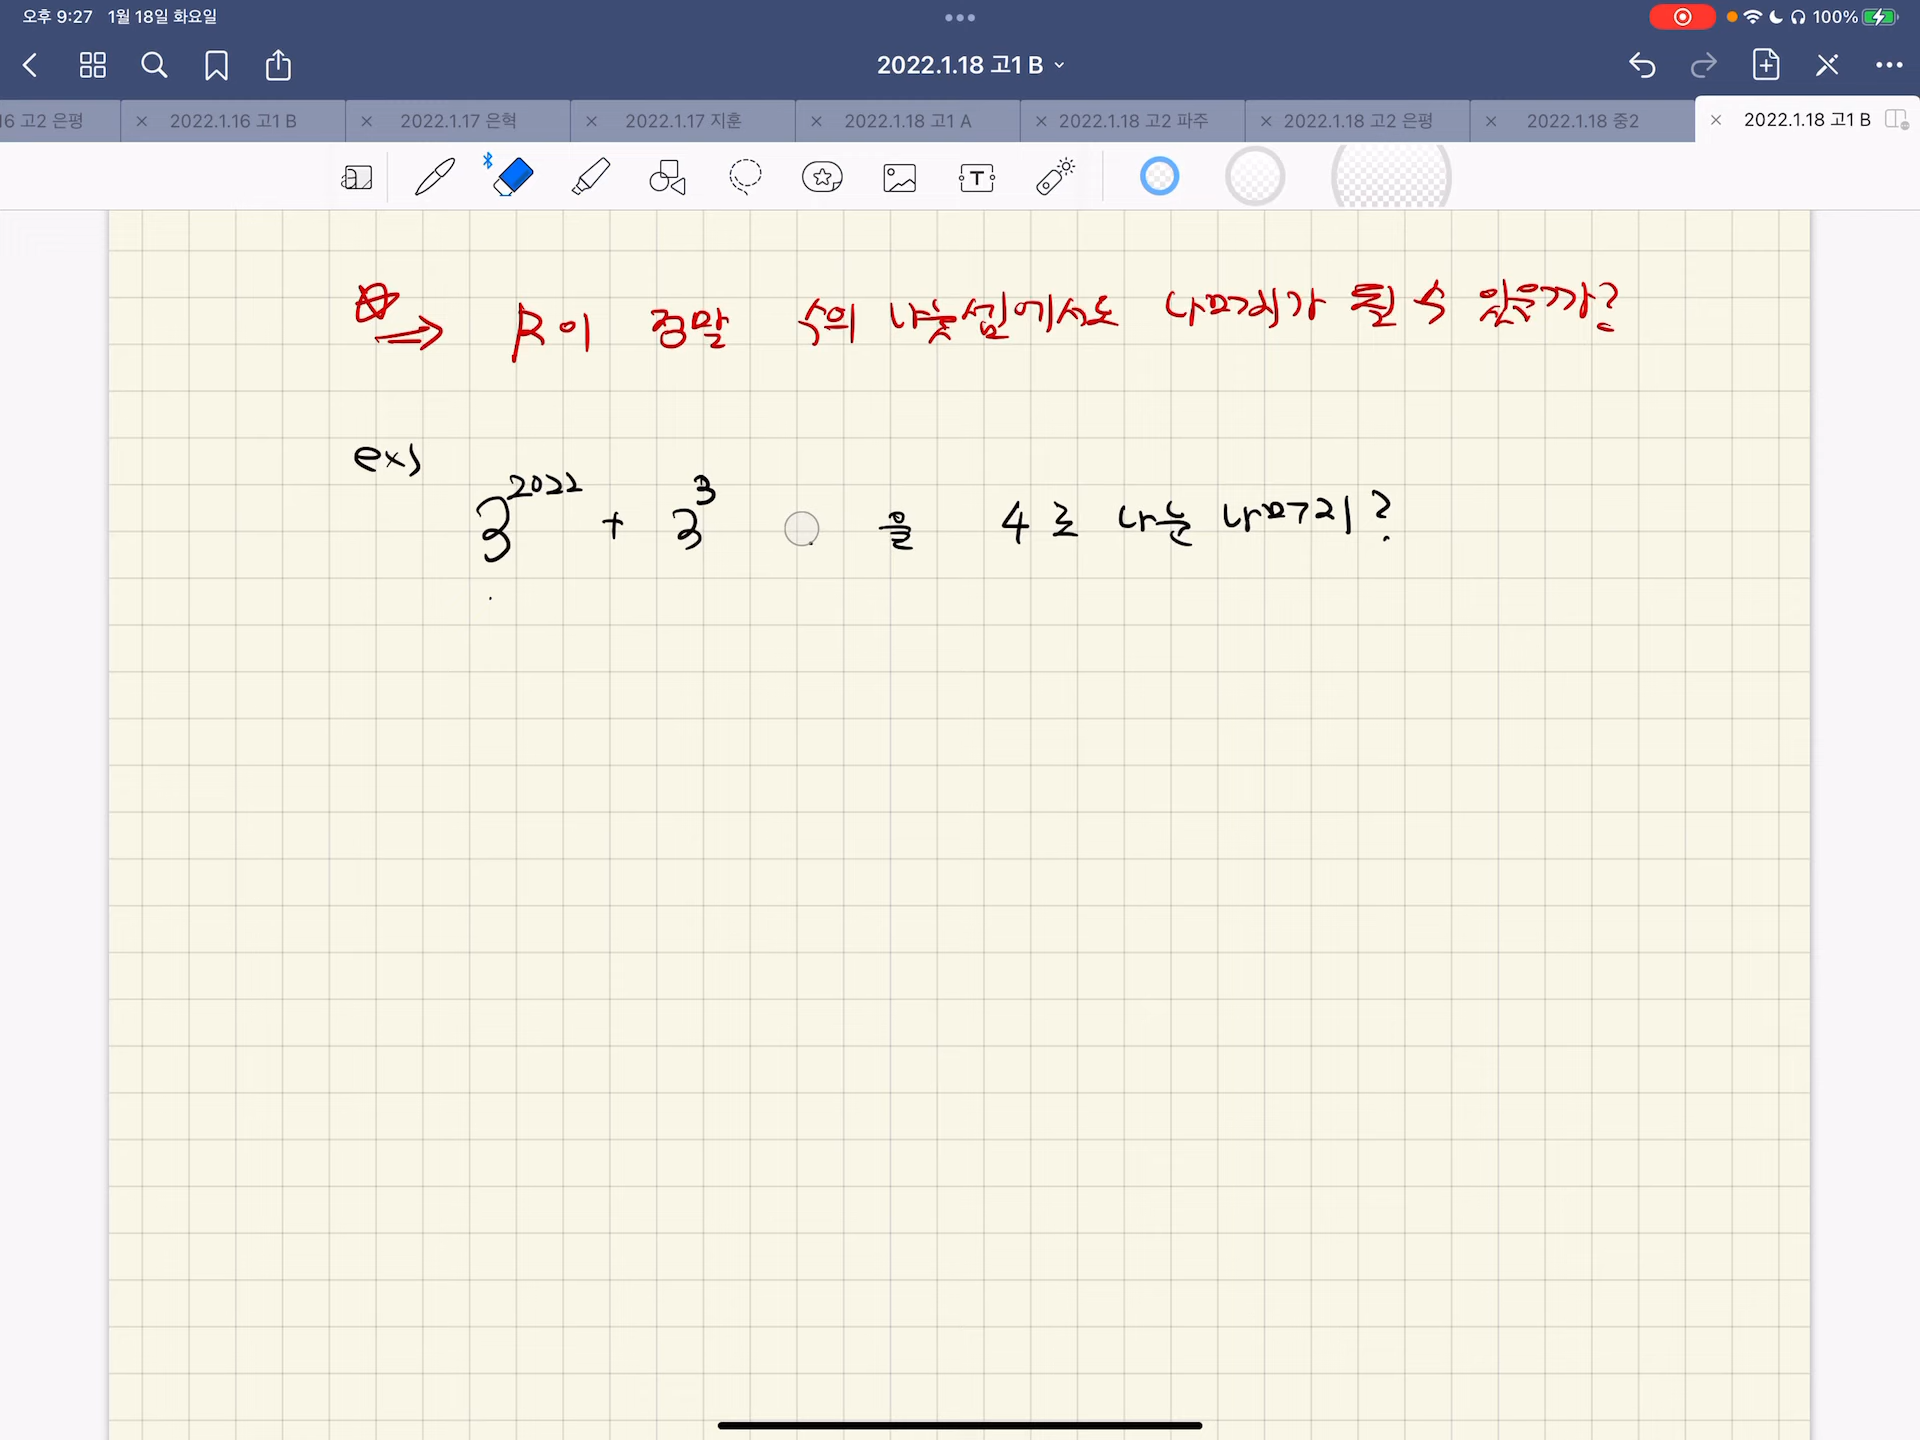 오후 9:27 1월 18일 화요일
100%
2022.1.18 고1 B
16 고2 은평
2022.1.16 고1 B
2022.1.17 은혁
2022.1.17 지훈
2022.1.18 고1 A
2022.1.18 고2 파주
2022.1.18 고2 은평
2022.1.18 중2
2022.1.18 고1 B
☆⇒ R이 정말 수의 나눗셈에서도 나머지가 될 수 있을까?
ex)
3^2022 + 3^3 을 4로 나눈 나머지?